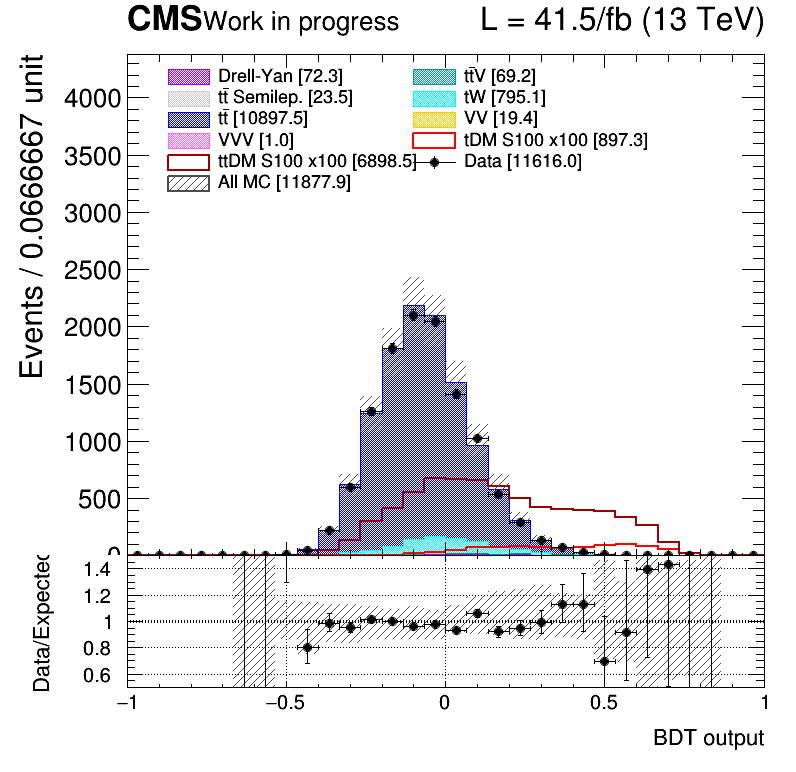 CMS Work in progress L = 41.5/fb (13 TeV)
Drell-Yan [72.3] tt̄V [69.2]
tt̄ Semilep. [23.5] tW [795.1]
tt̄ [10897.5] VV [19.4]
VVV [1.0] tDM S100 x100 [897.3]
ttDM S100 x100 [6898.5] Data [11616.0]
All MC [11877.9]
Events / 0.0666667 unit
4000
3500
3000
2500
2000
1500
1000
500
0
Data/Expected
1.4
1.2
1
0.8
0.6
−1 −0.5 0 0.5 1
BDT output